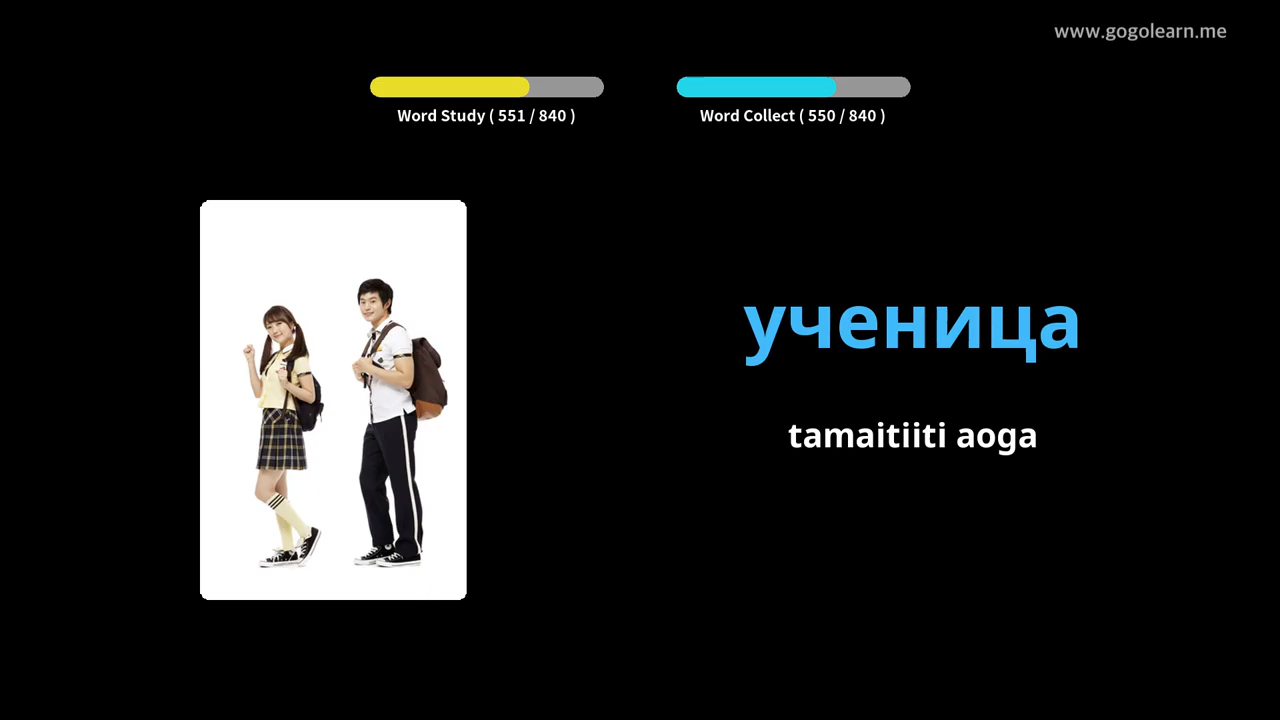 www.gogolearn.me
Word Study ( 551 / 840 )
Word Collect ( 550 / 840 )
ученица
tamaitiiti aoga